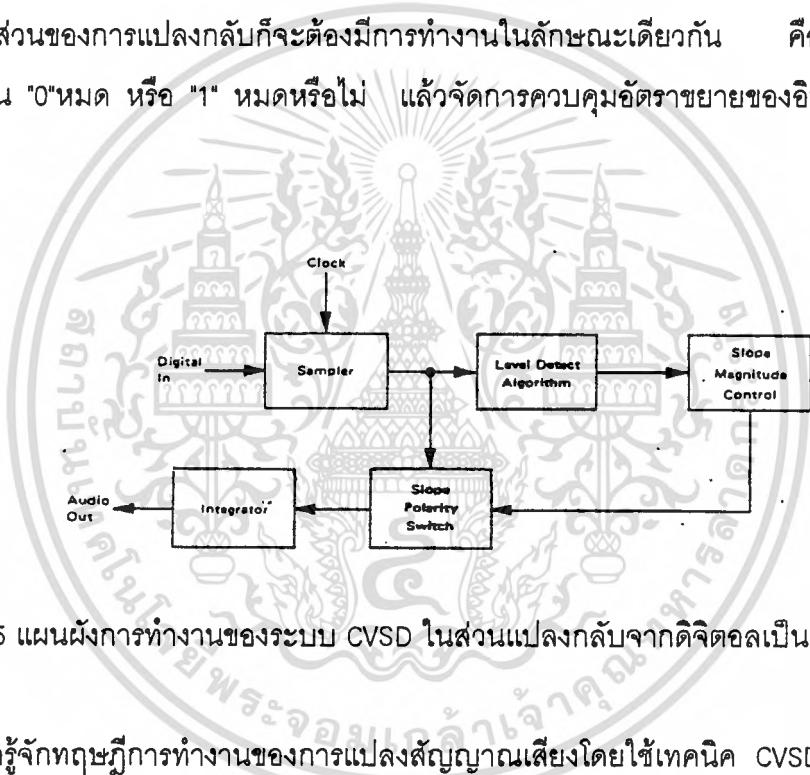 ส่วนของการแปลงกลับก็จะต้องมีการทำงานในลักษณะเดียวกัน
"0"หมด หรือ "1" หมดหรือไม่ แล้วจัดการควบคุมอัตราขยายของ
Clock
Digital In
Sampler
Level Detect Algorithm
Slope Magnitude Control
Audio Out
Integrator
Slope Polarity Switch
5 แผนผังการทำงานของระบบ CVSD ในส่วนแปลงกลับจากดิจิตอลเป็น
รู้จักทฤษฎีการทำงานของการแปลงสัญญาณเสียงโดยใช้เทคนิค CVSD